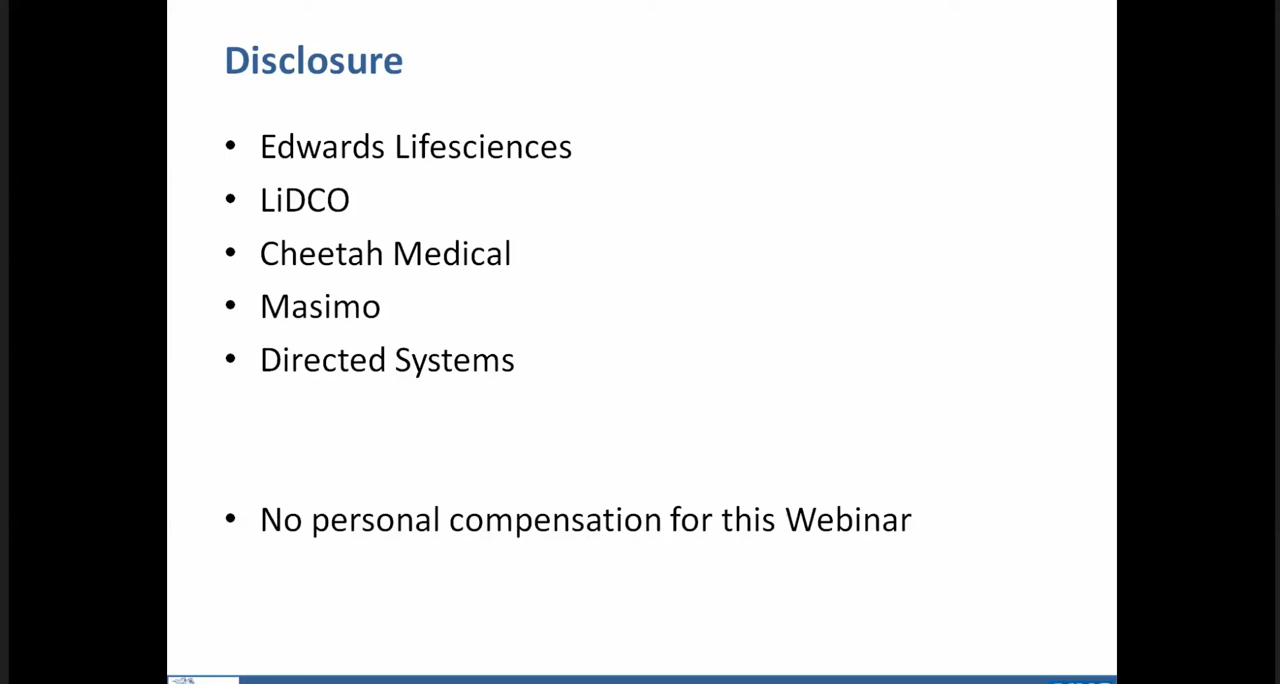 Disclosure
• Edwards Lifesciences
• LiDCO
• Cheetah Medical
• Masimo
• Directed Systems
• No personal compensation for this Webinar